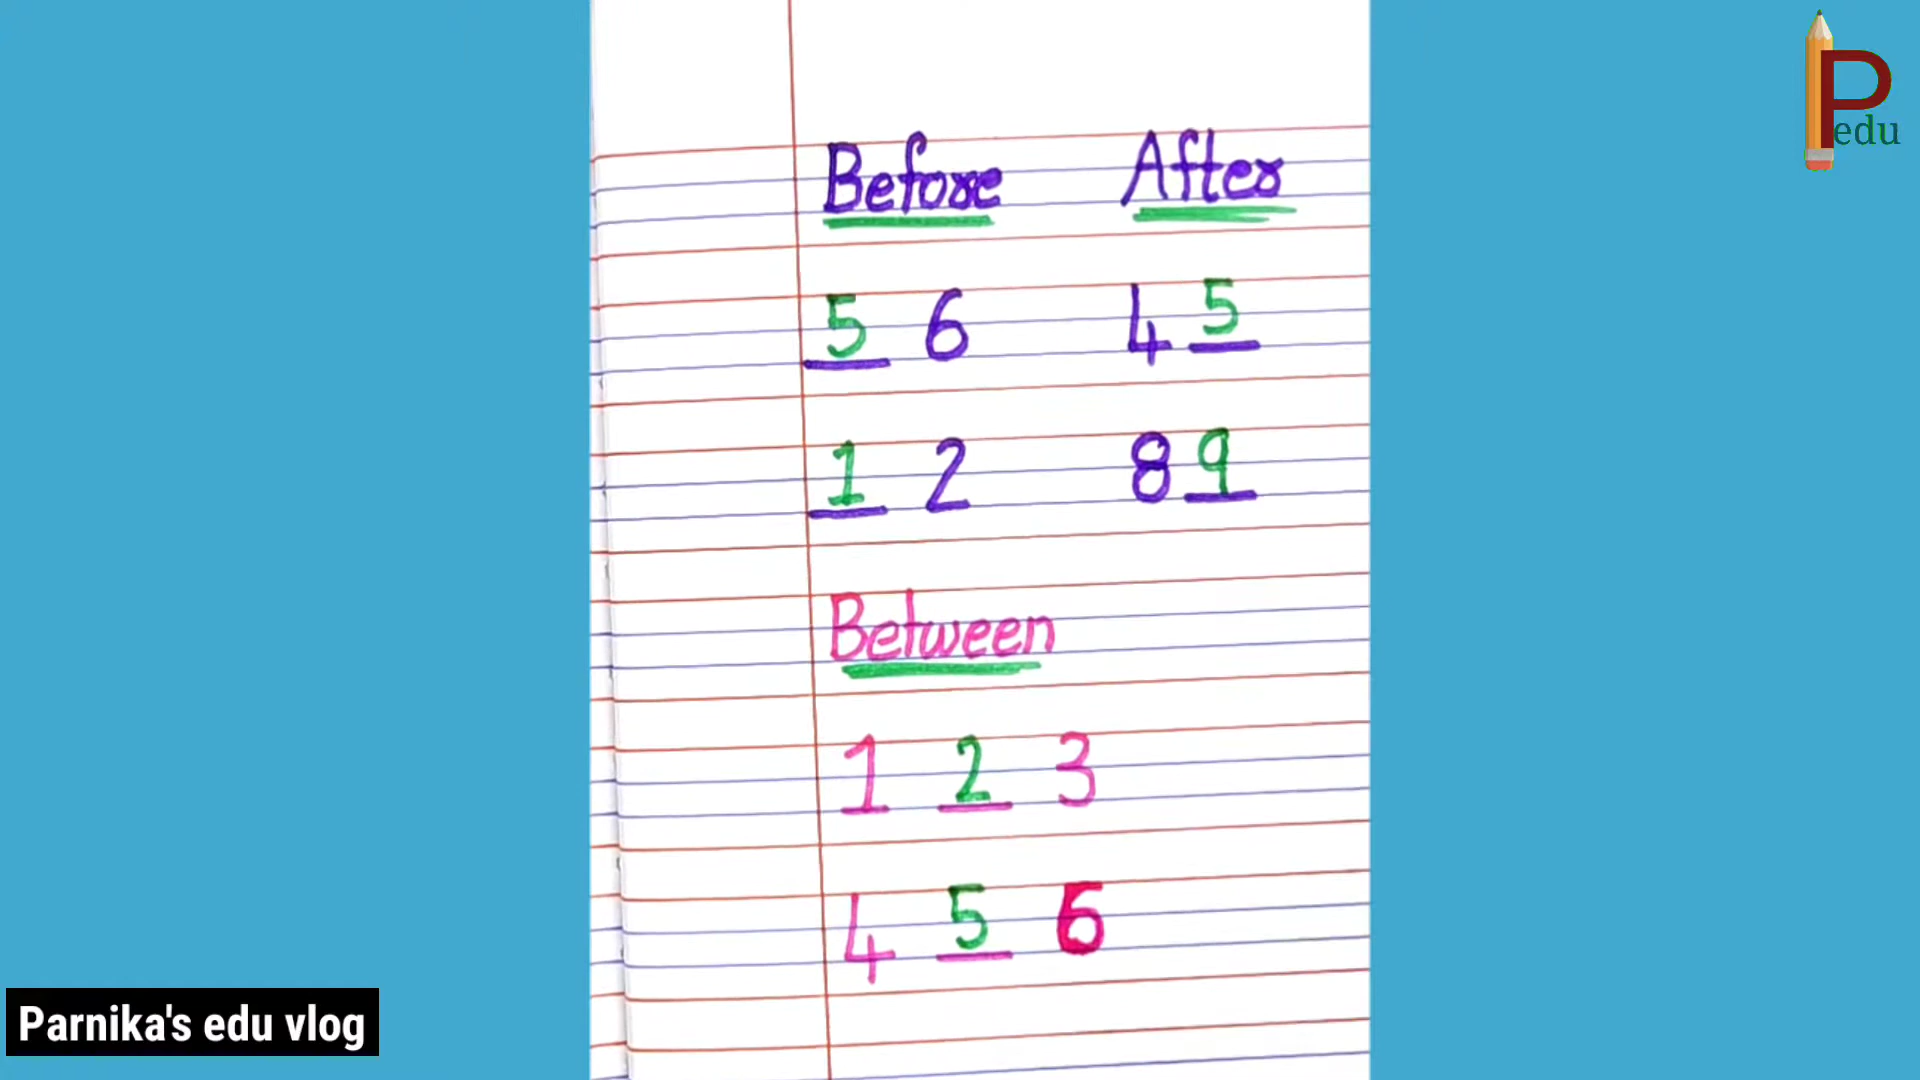 P
edu
Before After
5 6 4 5
1 2 8 9
Between
1 2 3
4 5 6
Parnika's edu vlog